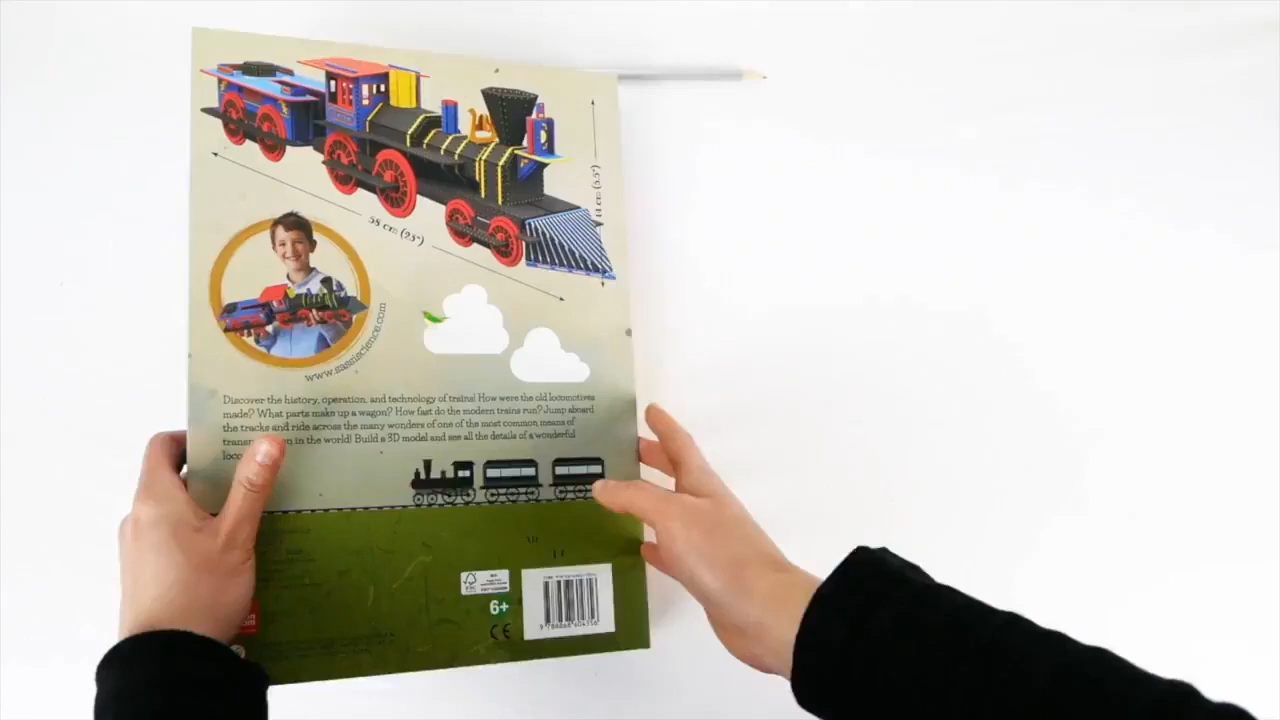 14 cm (5.5")
58 cm (23")
www.sassiscience.com
Discover the history, operation, and technology of trains! How were the old locomotives
made? What parts make up a wagon? How fast do the modern trains run? Jump aboard
the tracks and ride across the many wonders of one of the most common means of
in the world! Build a 3D model and see all the details of a wonderful
6+
CE